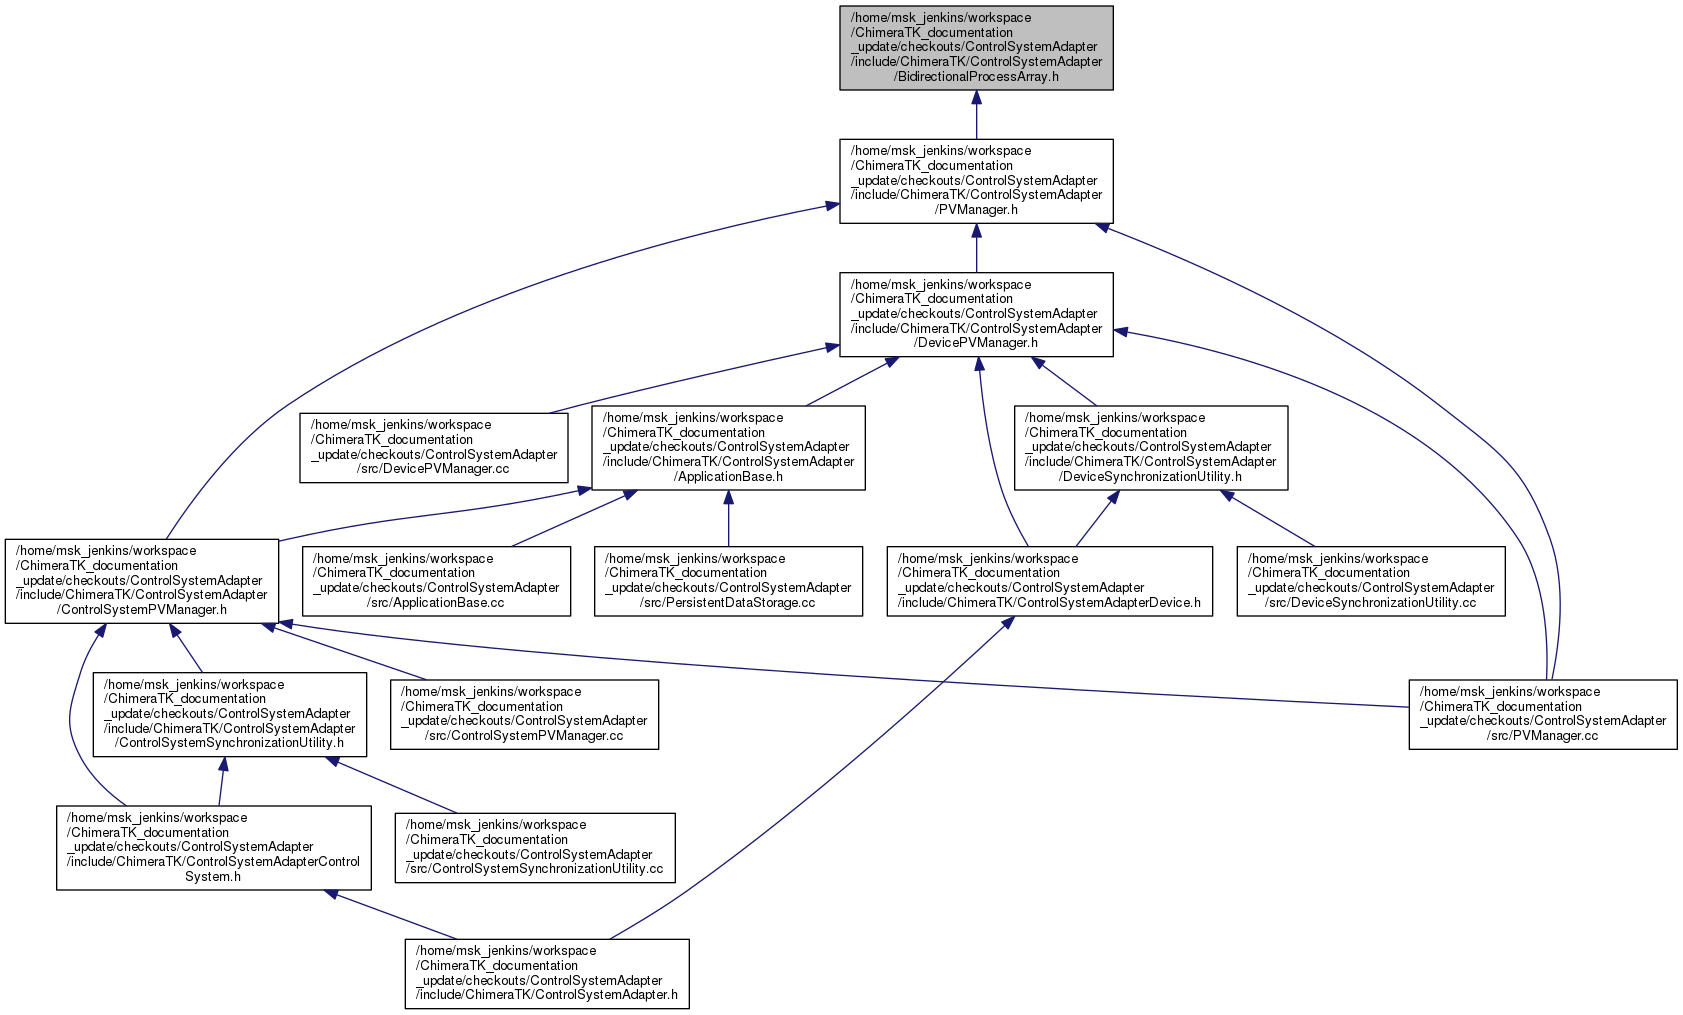 /home/msk_jenkins/workspace
/ChimeraTK_documentation
_update/checkouts/ControlSystemAdapter
/include/ChimeraTK/ControlSystemAdapter
/BidirectionalProcessArray.h
/home/msk_jenkins/workspace
/ChimeraTK_documentation
_update/checkouts/ControlSystemAdapter
/include/ChimeraTK/ControlSystemAdapter
/PVManager.h
/home/msk_jenkins/workspace
/ChimeraTK_documentation
_update/checkouts/ControlSystemAdapter
/include/ChimeraTK/ControlSystemAdapter
/DevicePVManager.h
/home/msk_jenkins/workspace
/ChimeraTK_documentation
_update/checkouts/ControlSystemAdapter
/src/DevicePVManager.cc
/home/msk_jenkins/workspace
/ChimeraTK_documentation
_update/checkouts/ControlSystemAdapter
/include/ChimeraTK/ControlSystemAdapter
/ApplicationBase.h
/home/msk_jenkins/workspace
/ChimeraTK_documentation
_update/checkouts/ControlSystemAdapter
/include/ChimeraTK/ControlSystemAdapter
/DeviceSynchronizationUtility.h
/home/msk_jenkins/workspace
/ChimeraTK_documentation
_update/checkouts/ControlSystemAdapter
/include/ChimeraTK/ControlSystemAdapter
/ControlSystemPVManager.h
/home/msk_jenkins/workspace
/ChimeraTK_documentation
_update/checkouts/ControlSystemAdapter
/src/ApplicationBase.cc
/home/msk_jenkins/workspace
/ChimeraTK_documentation
_update/checkouts/ControlSystemAdapter
/src/PersistentDataStorage.cc
/home/msk_jenkins/workspace
/ChimeraTK_documentation
_update/checkouts/ControlSystemAdapter
/include/ChimeraTK/ControlSystemAdapterDevice.h
/home/msk_jenkins/workspace
/ChimeraTK_documentation
_update/checkouts/ControlSystemAdapter
/src/DeviceSynchronizationUtility.cc
/home/msk_jenkins/workspace
/ChimeraTK_documentation
_update/checkouts/ControlSystemAdapter
/include/ChimeraTK/ControlSystemAdapter
/ControlSystemSynchronizationUtility.h
/home/msk_jenkins/workspace
/ChimeraTK_documentation
_update/checkouts/ControlSystemAdapter
/src/ControlSystemPVManager.cc
/home/msk_jenkins/workspace
/ChimeraTK_documentation
_update/checkouts/ControlSystemAdapter
/src/PVManager.cc
/home/msk_jenkins/workspace
/ChimeraTK_documentation
_update/checkouts/ControlSystemAdapter
/include/ChimeraTK/ControlSystemAdapterControl
System.h
/home/msk_jenkins/workspace
/ChimeraTK_documentation
_update/checkouts/ControlSystemAdapter
/src/ControlSystemSynchronizationUtility.cc
/home/msk_jenkins/workspace
/ChimeraTK_documentation
_update/checkouts/ControlSystemAdapter
/include/ChimeraTK/ControlSystemAdapter.h